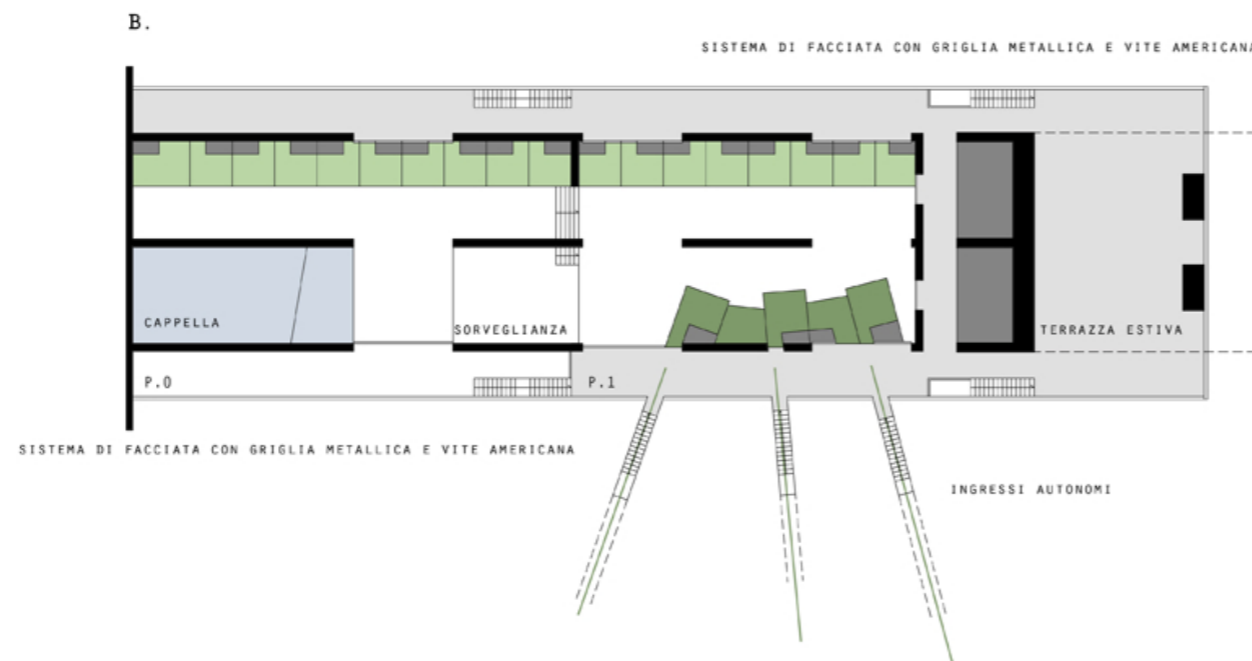 B.
SISTEMA DI FACCIATA CON GRIGLIA METALLICA E VITE AMERICANA
CAPPELLA
SORVEGLIANZA
TERRAZZA ESTIVA
P.0
P.1
SISTEMA DI FACCIATA CON GRIGLIA METALLICA E VITE AMERICANA
INGRESSI AUTONOMI